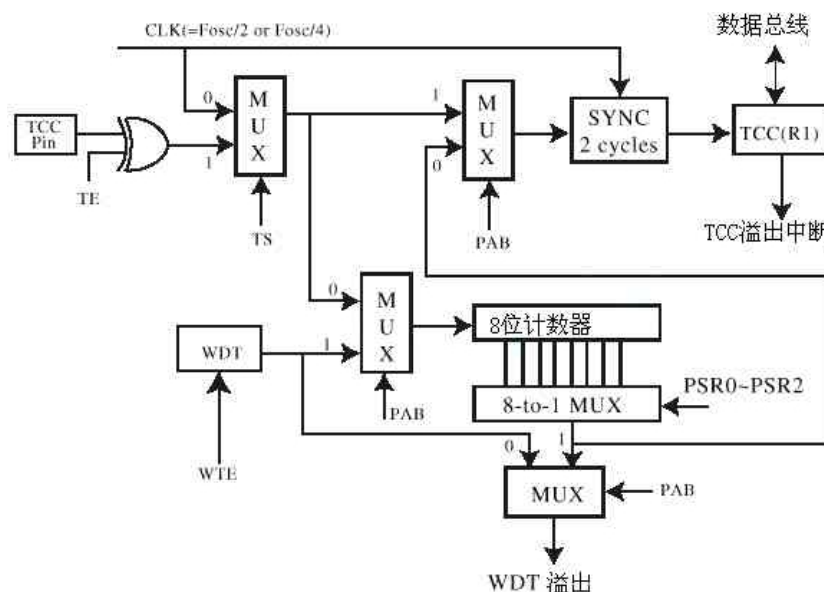 CLK(=Fosc/2 or Fosc/4)
数据总线
0
M
U
X
1
TCC
Pin
TE
TS
1
M
U
X
0
PAB
SYNC
2 cycles
TCC(R1)
TCC溢出中断
0
M
U
X
1
PAB
WDT
WTE
8位计数器
8-to-1 MUX
PSR0~PSR2
0
1
MUX
PAB
WDT 溢出